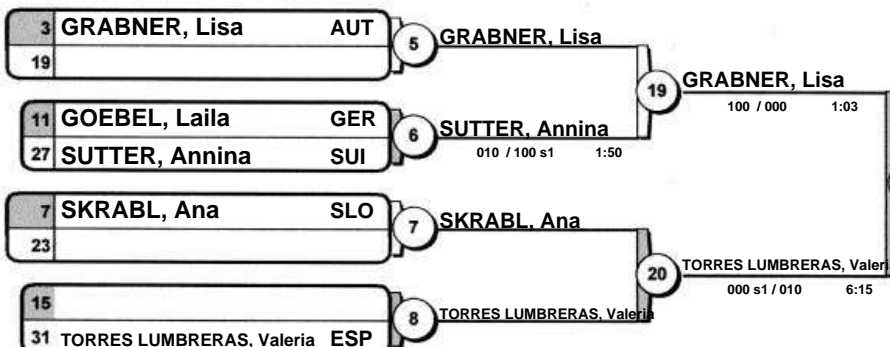 3 GRABNER, Lisa AUT
19
5
GRABNER, Lisa
11 GOEBEL, Laila GER
27 SUTTER, Annina SUI
6
SUTTER, Annina
010 / 100 s1 1:50
19
GRABNER, Lisa
100 / 000 1:03
7 SKRABL, Ana SLO
23
7
SKRABL, Ana
15
31 TORRES LUMBRERAS, Valeria ESP
8
TORRES LUMBRERAS, Valeria
20
TORRES LUMBRERAS, Valeri
000 s1 / 010 6:15